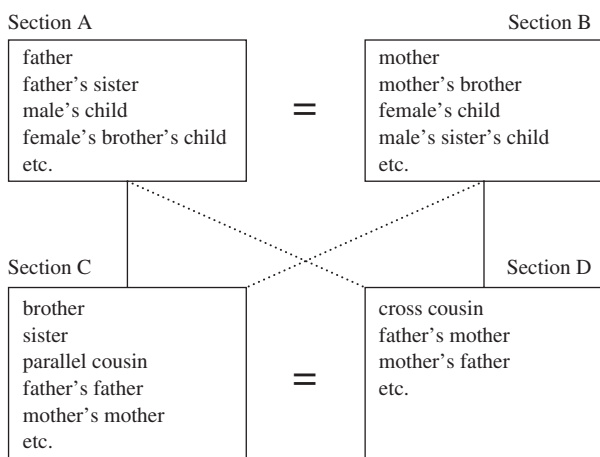 Section A
father
father’s sister
male’s child
female’s brother’s child
etc.
=
Section B
mother
mother’s brother
female’s child
male’s sister’s child
etc.
Section C
brother
sister
parallel cousin
father’s father
mother’s mother
etc.
=
Section D
cross cousin
father’s mother
mother’s father
etc.